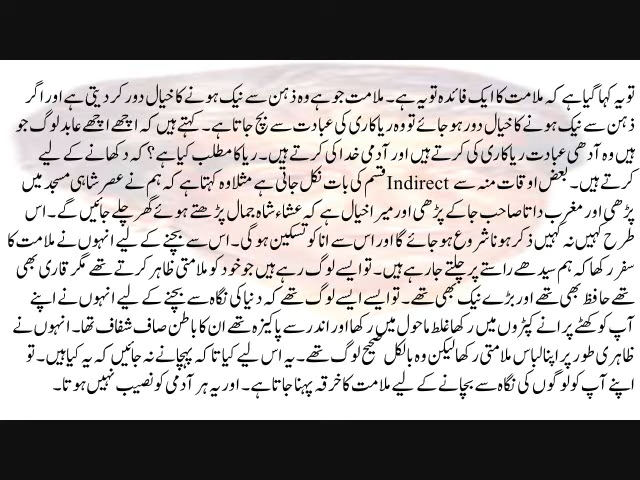 تو یہ کہا گیا ہے کہ ملامت کا ایک فائدہ تو یہ ہے۔ ملامت جو ہے وہ ذہن سے نیک ہونے کا خیال دور کر دیتی ہے اور اگر
ذہن سے نیک ہونے کا خیال دور ہو جائے تو وہ ریاکاری کی عبادت سے بچ جاتا ہے۔ کہتے ہیں کہ اچھے اچھے عابد لوگ جو
ہیں وہ آدھی عبادت ریاکاری کی کرتے ہیں اور آدھی خدا کی کرتے ہیں۔ ریا کا مطلب کیا ہے؟ کہ دکھانے کے لیے
کرتے ہیں۔ بعض اوقات منہ سے Indirect قسم کی بات نکل جاتی ہے مثلاً وہ کہتا ہے کہ ہم نے عصر شاہی مسجد میں
پڑھی اور مغرب داتا صاحب جا کے پڑھی اور میرا خیال ہے کہ عشاء شاہ جمال پڑھتے ہوئے گھر چلے جائیں گے۔ اس
طرح کہیں نہ کہیں ذکر ہونا شروع ہو جائے گا اور اس سے انا کو تسکین ہو گی۔ اس سے بچنے کے لیے انہوں نے ملامت کا
سفر رکھا کہ ہم سیدھے راستے پر چلتے جا رہے ہیں۔ تو ایسے لوگ رہے ہیں جو خود کو ملامتی ظاہر کرتے تھے مگر قاری بھی
تھے حافظ بھی تھے اور بڑے نیک بھی تھے۔ تو ایسے ایسے لوگ تھے کہ دنیا کی نگاہ سے بچنے کے لیے انہوں نے اپنے
آپ کو پھٹے پرانے کپڑوں میں رکھا غلط ماحول میں رکھا اور اندر سے پاکیزہ تھے ان کا باطن صاف شفاف تھا۔ انہوں نے
ظاہری طور پر اپنا لباس ملامتی رکھا لیکن وہ بالکل صحیح لوگ تھے۔ یہ اس لیے کیا تا کہ پہچانے نہ جائیں کہ یہ کیا ہیں۔ تو
اپنے آپ کو لوگوں کی نگاہ سے بچانے کے لیے ملامت کا خرقہ پہنا جاتا ہے۔ اور یہ ہر آدمی کو نصیب نہیں ہوتا۔